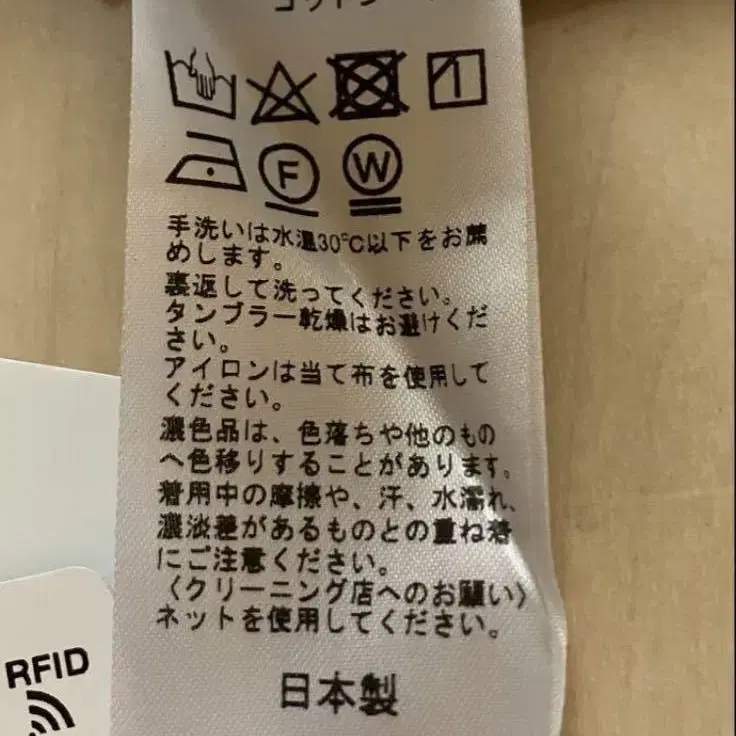 コットン
F
W
手洗いは水温30℃以下をお薦
めします。
裏返して洗ってください。
タンブラー乾燥はお避けくだ
さい。
アイロンは当て布を使用して
ください。
濃色品は、色落ちや他のもの
へ色移りすることがあります。
着用中の摩擦や、汗、水濡れ、
濃淡差があるものとの重ね着
にご注意ください。
〈クリーニング店へのお願い〉
ネットを使用してください。
日本製
RFID